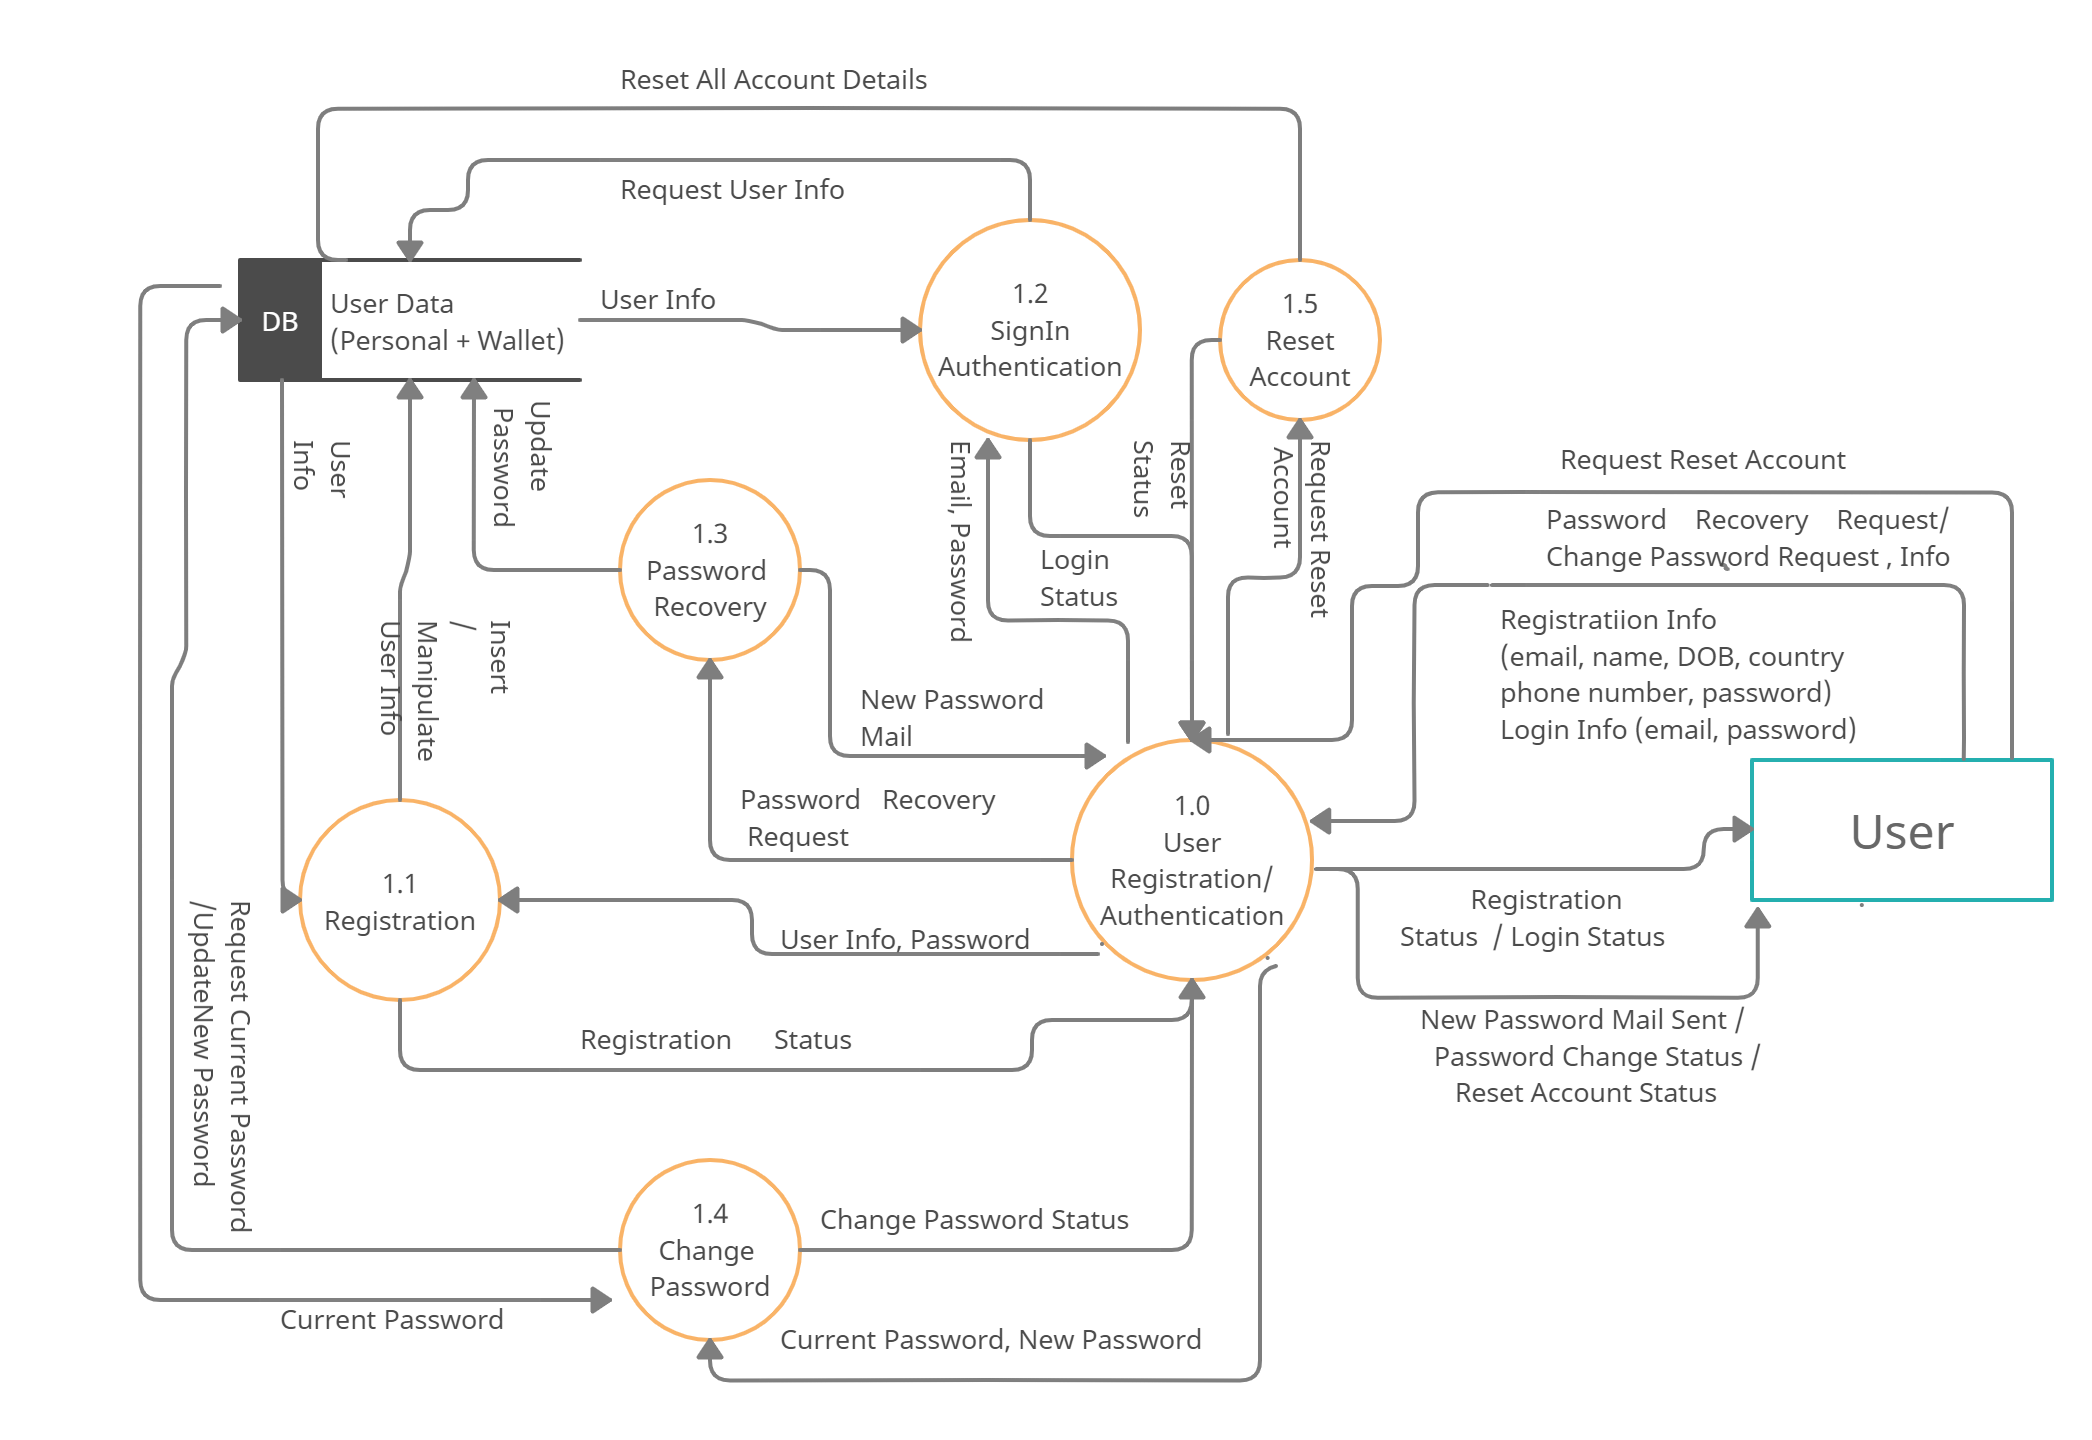 Reset All Account Details
Request User Info
DB
User Data
(Personal + Wallet)
User Info
1.2
SignIn
Authentication
1.5
Reset
Account
Update
Password
User
Info
Email, Password
Reset
Status
Request Reset
Account
Request Reset Account
Password Recovery Request/
Change Password Request , Info
1.3
Password
Recovery
Login
Status
Registratiion Info
(email, name, DOB, country
phone number, password)
Login Info (email, password)
Insert
/
Manipulate
User Info
New Password
Mail
Password Recovery
Request
1.0
User
Registration/
Authentication
User
1.1
Registration
User Info, Password
Registration
Status / Login Status
Request Current Password
/UpdateNew Password
Registration Status
New Password Mail Sent /
Password Change Status /
Reset Account Status
1.4
Change
Password
Change Password Status
Current Password
Current Password, New Password